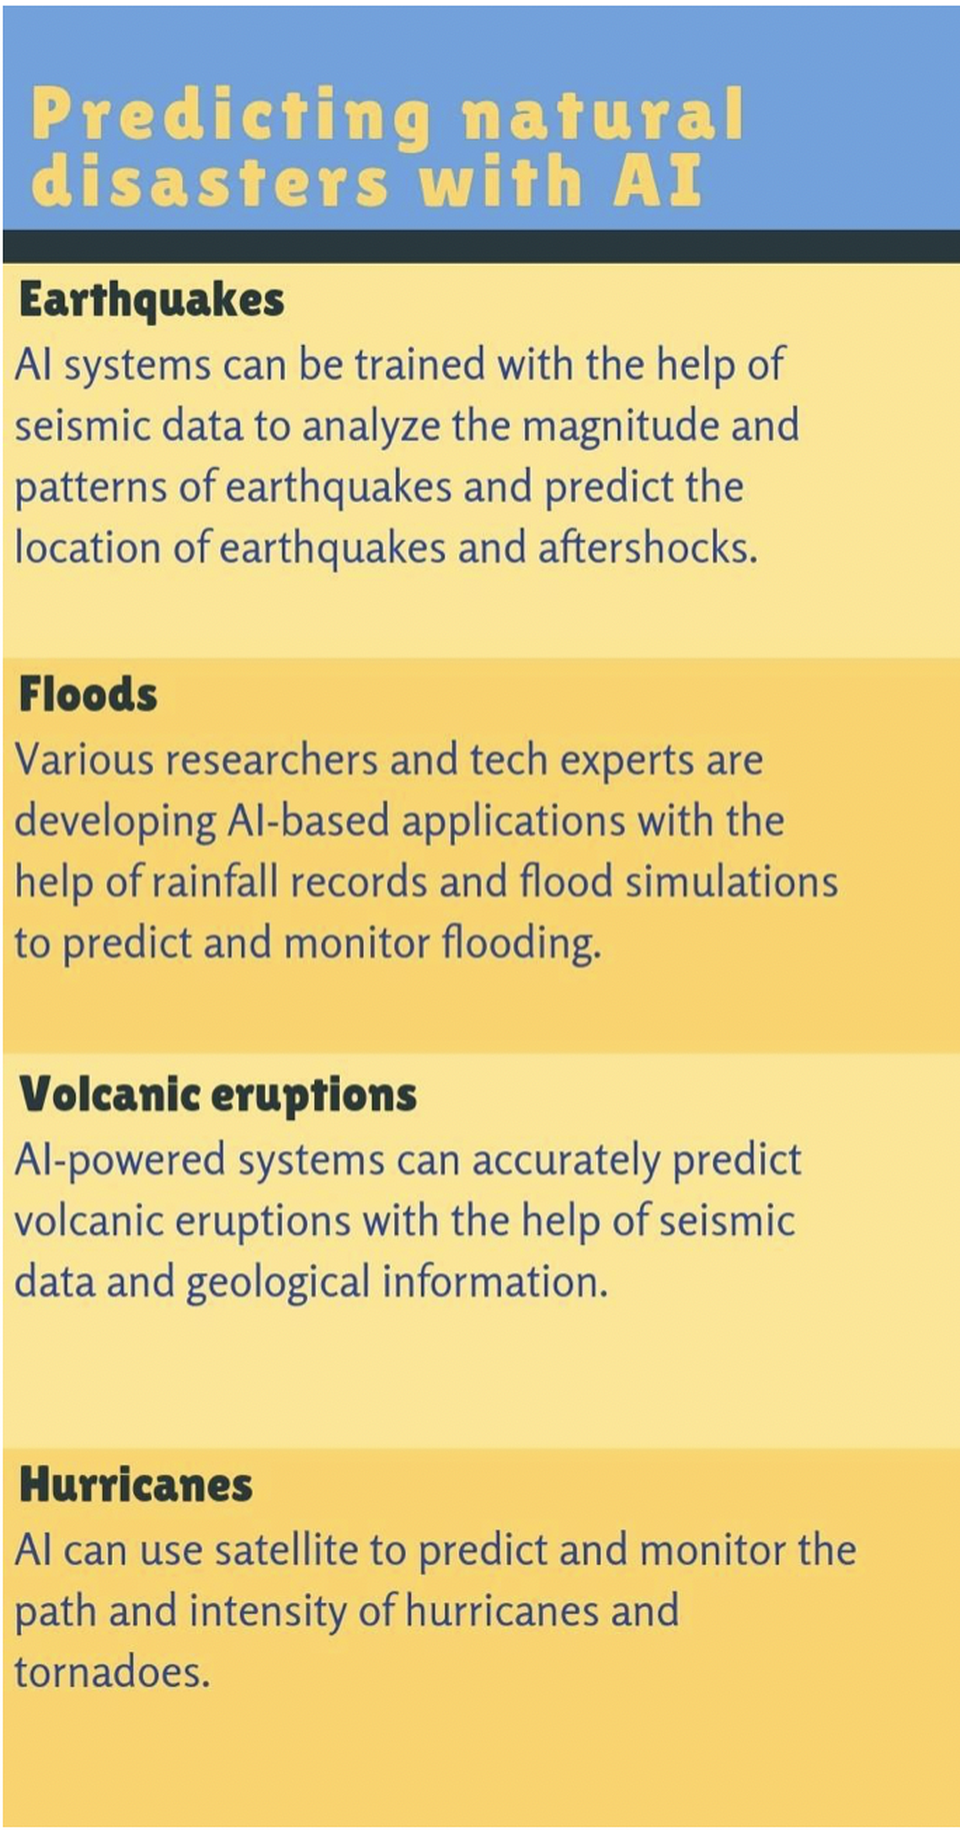 Predicting natural
disasters with AI
Earthquakes
AI systems can be trained with the help of
seismic data to analyze the magnitude and
patterns of earthquakes and predict the
location of earthquakes and aftershocks.
Floods
Various researchers and tech experts are
developing AI-based applications with the
help of rainfall records and flood simulations
to predict and monitor flooding.
Volcanic eruptions
AI-powered systems can accurately predict
volcanic eruptions with the help of seismic
data and geological information.
Hurricanes
AI can use satellite to predict and monitor the
path and intensity of hurricanes and
tornadoes.